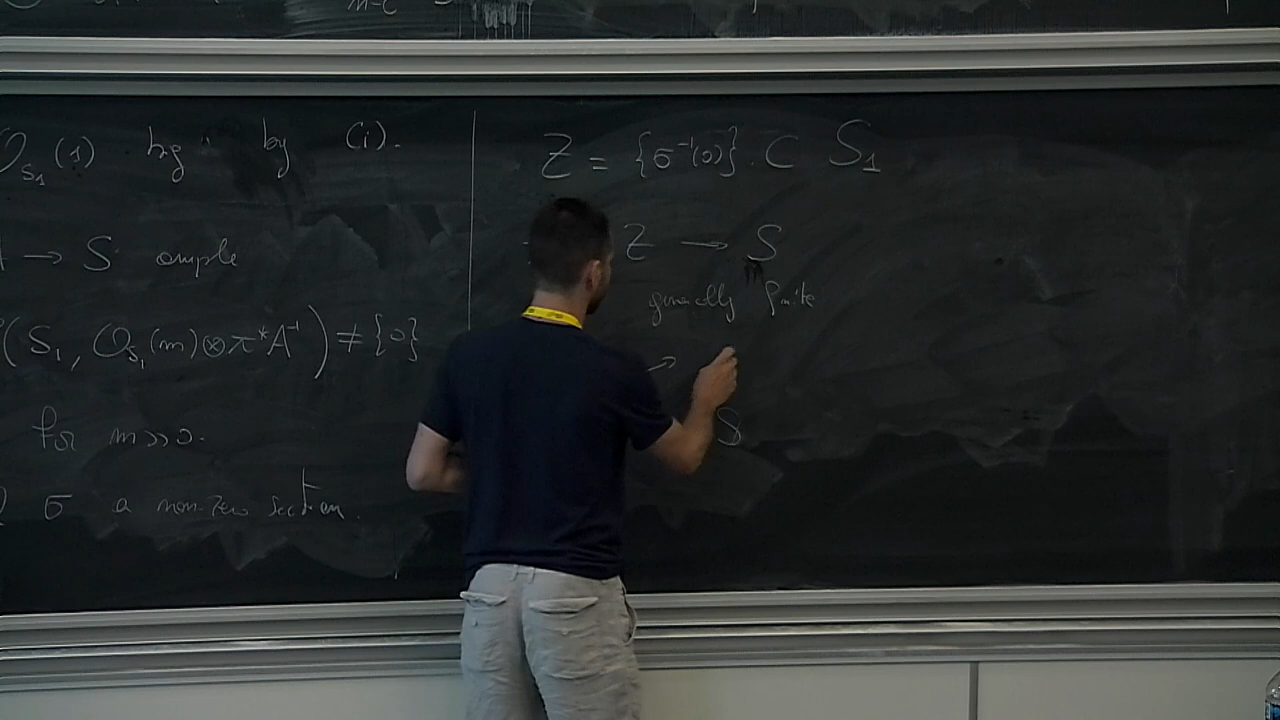 O_{S_1}(1) big by (i).
A → S ample
(S_1, O_{S_1}(m) ⊗ π^*A^{-1}) ≠ {0}
for m >> 0.
σ a non-zero section.
Z = {σ^{-1}(0)} ⊂ S_1
Z → S
generically finite
→
S